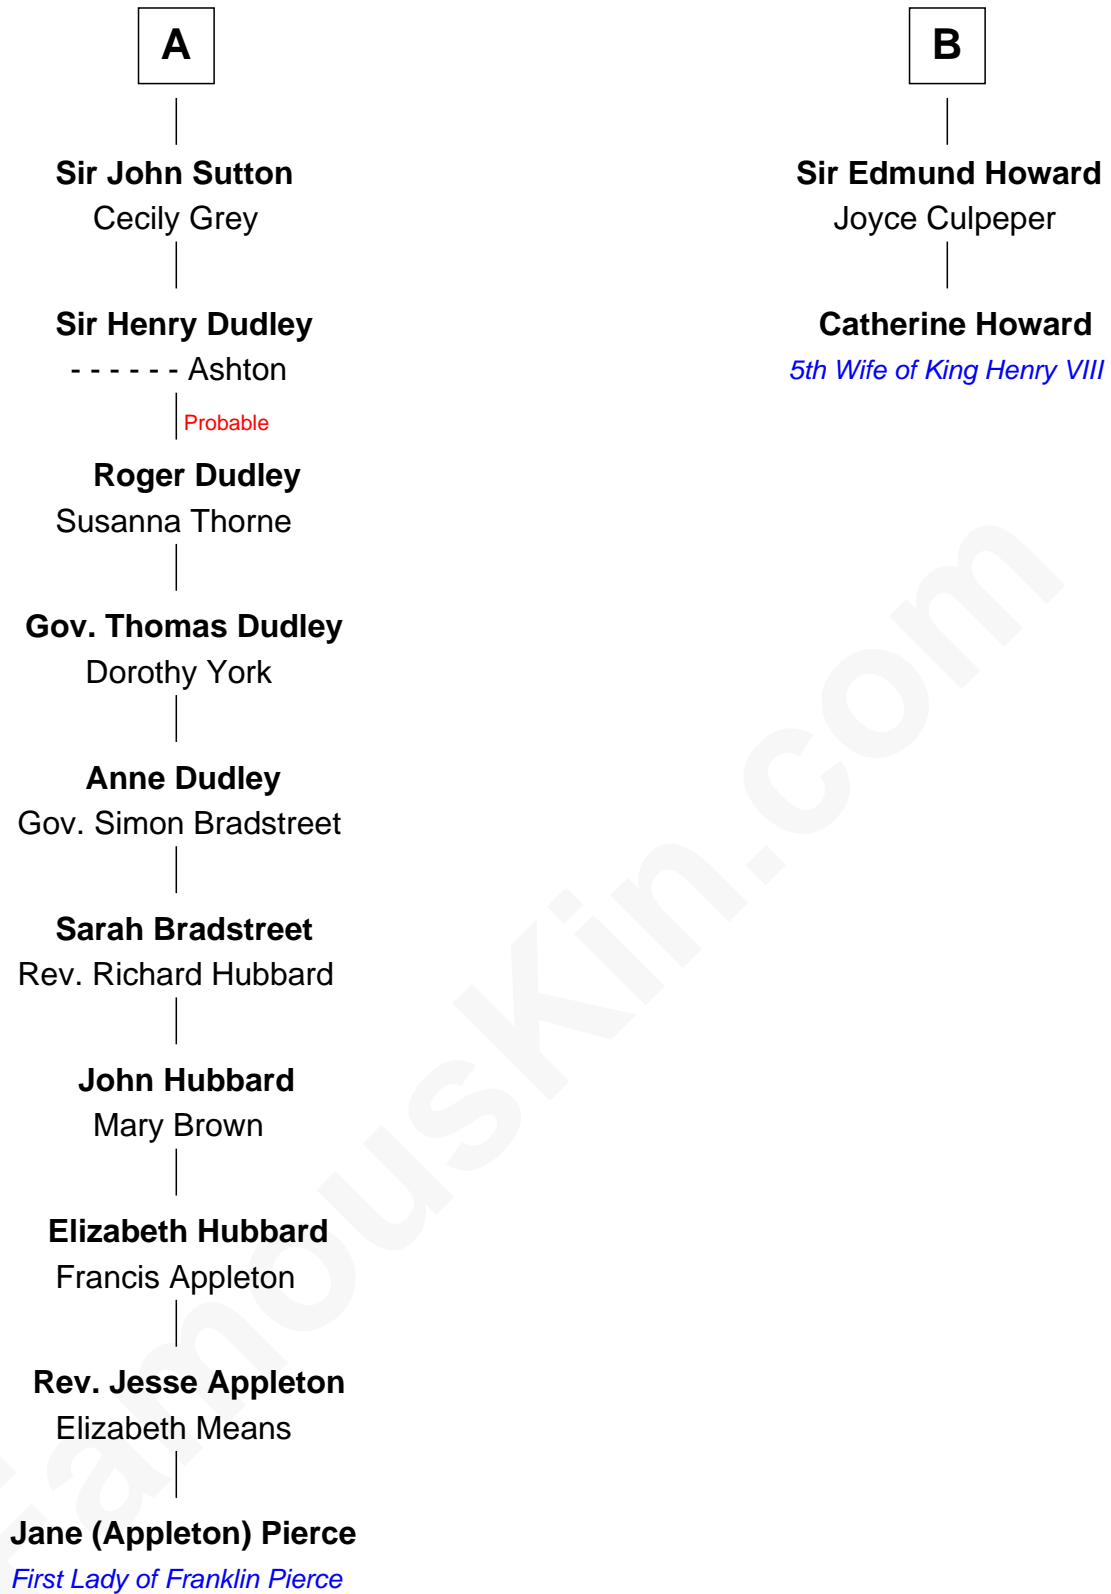 A
Sir John Sutton
Cecily Grey
Sir Henry Dudley
- - - - - - Ashton
Probable
Roger Dudley
Susanna Thorne
Gov. Thomas Dudley
Dorothy York
Anne Dudley
Gov. Simon Bradstreet
Sarah Bradstreet
Rev. Richard Hubbard
John Hubbard
Mary Brown
Elizabeth Hubbard
Francis Appleton
Rev. Jesse Appleton
Elizabeth Means
Jane (Appleton) Pierce
First Lady of Franklin Pierce
B
Sir Edmund Howard
Joyce Culpeper
Catherine Howard
5th Wife of King Henry VIII
FamousKin.com